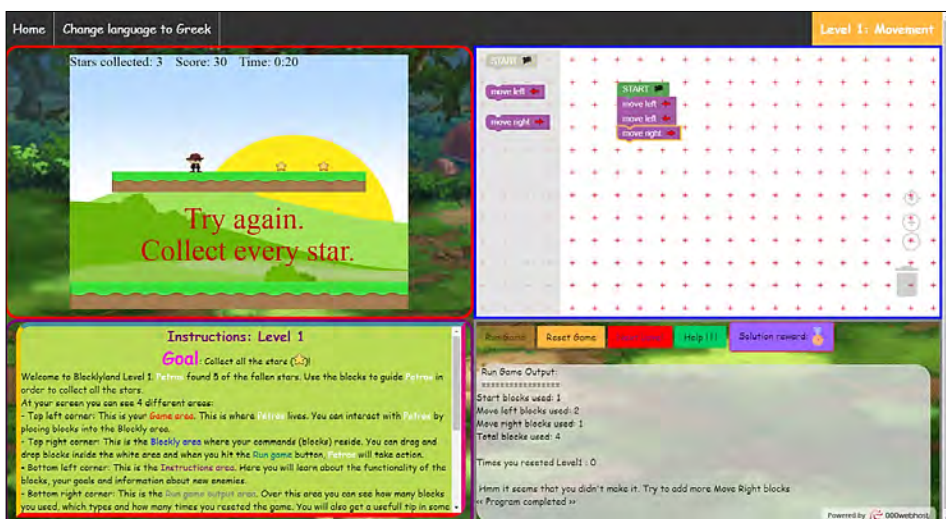 Home Change language to Greek Level 1: Movement
Stars collected: 3 Score: 30 Time: 0:20
Try again.
Collect every star.
START
move left
move right
START
move left
move left
move right
Instructions: Level 1
Goal: Collect all the stars ( )!
Welcome to Blocklyland Level 1. Petros found 5 of the fallen stars. Use the blocks to guide Petros in
order to collect all the stars.
At your screen you can see 4 different areas:
- Top left corner: This is your Game area. This is where Petros lives. You can interact with Petros by
placing blocks into the Blockly area.
- Top right corner: This is the Blockly area where your commands (blocks) reside. You can drag and
drop blocks inside the white area and when you hit the Run game button, Petros will take action.
- Bottom left corner: This is the Instructions area. Here you will learn about the functionality of the
blocks, your goals and information about new enemies.
- Bottom right corner: This is the Run game output area. Over this area you can see how many blocks
you used, which types and how many times you reseted the game. You will also get a usefull tip in some
Run Game Reset Game Help !!! Solution reward:
Run Game Output:
==================
Start blocks used: 1
Move left blocks used: 2
Move right blocks used: 1
Total blocks used: 4
Times you reseted Level1 : 0
Hmm it seems that you didn't make it. Try to add more Move Right blocks
‹‹ Program completed ››
Powered by 000webhost